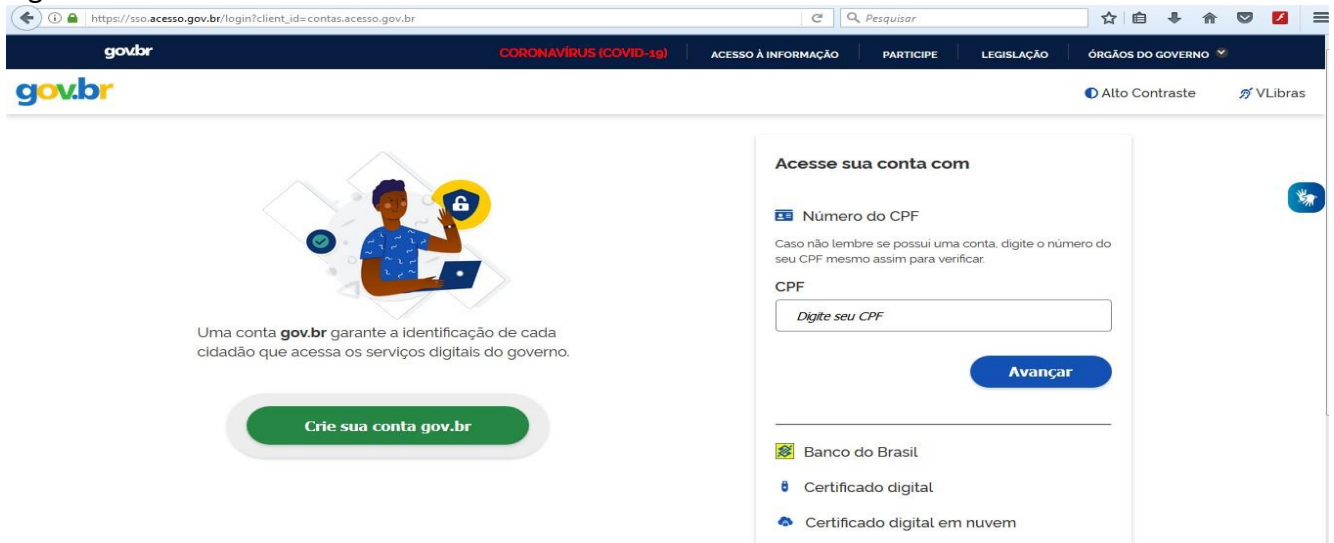 https://sso.acesso.gov.br/login?client_id=contas.acesso.gov.br
Pesquisar
gov.br
CORONAVÍRUS (COVID-19)
ACESSO À INFORMAÇÃO
PARTICIPE
LEGISLAÇÃO
ÓRGÃOS DO GOVERNO
gov.br
Alto Contraste
VLibras
Uma conta gov.br garante a identificação de cada
cidadão que acessa os serviços digitais do governo.
Crie sua conta gov.br
Acesse sua conta com
Número do CPF
Caso não lembre se possui uma conta, digite o número do
seu CPF mesmo assim para verificar.
CPF
Digite seu CPF
Avançar
Banco do Brasil
Certificado digital
Certificado digital em nuvem